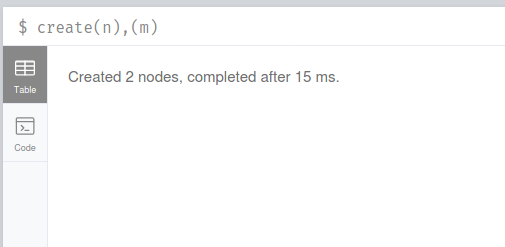 $ create(n),(m)
Table
Created 2 nodes, completed after 15 ms.
Code